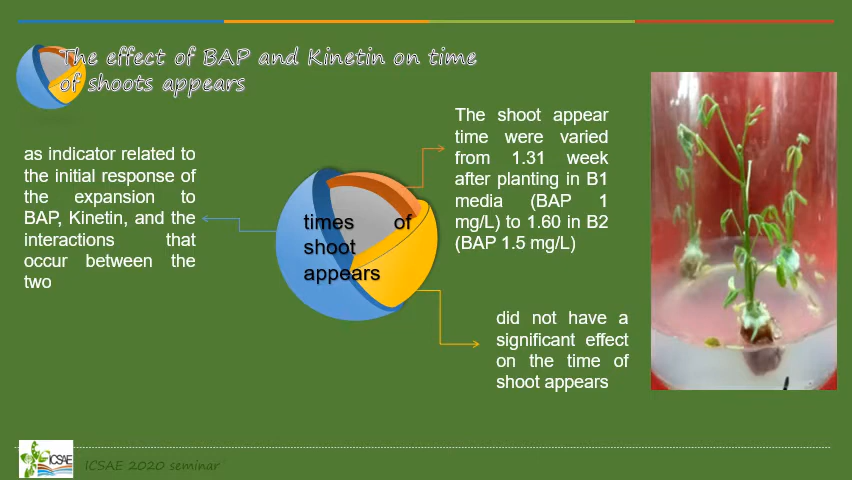 The effect of BAP and Kinetin on time
of shoots appears
as indicator related to
the initial response of
the expansion to
BAP, Kinetin, and the
interactions that
occur between the
two
times of
shoot
appears
The shoot appear
time were varied
from 1.31 week
after planting in B1
media (BAP 1
mg/L) to 1.60 in B2
(BAP 1.5 mg/L)
did not have a
significant effect
on the time of
shoot appears
ICSAE
ICSAE 2020 seminar